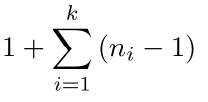 $1 + \sum_{i=1}^{k} (n_i - 1)$